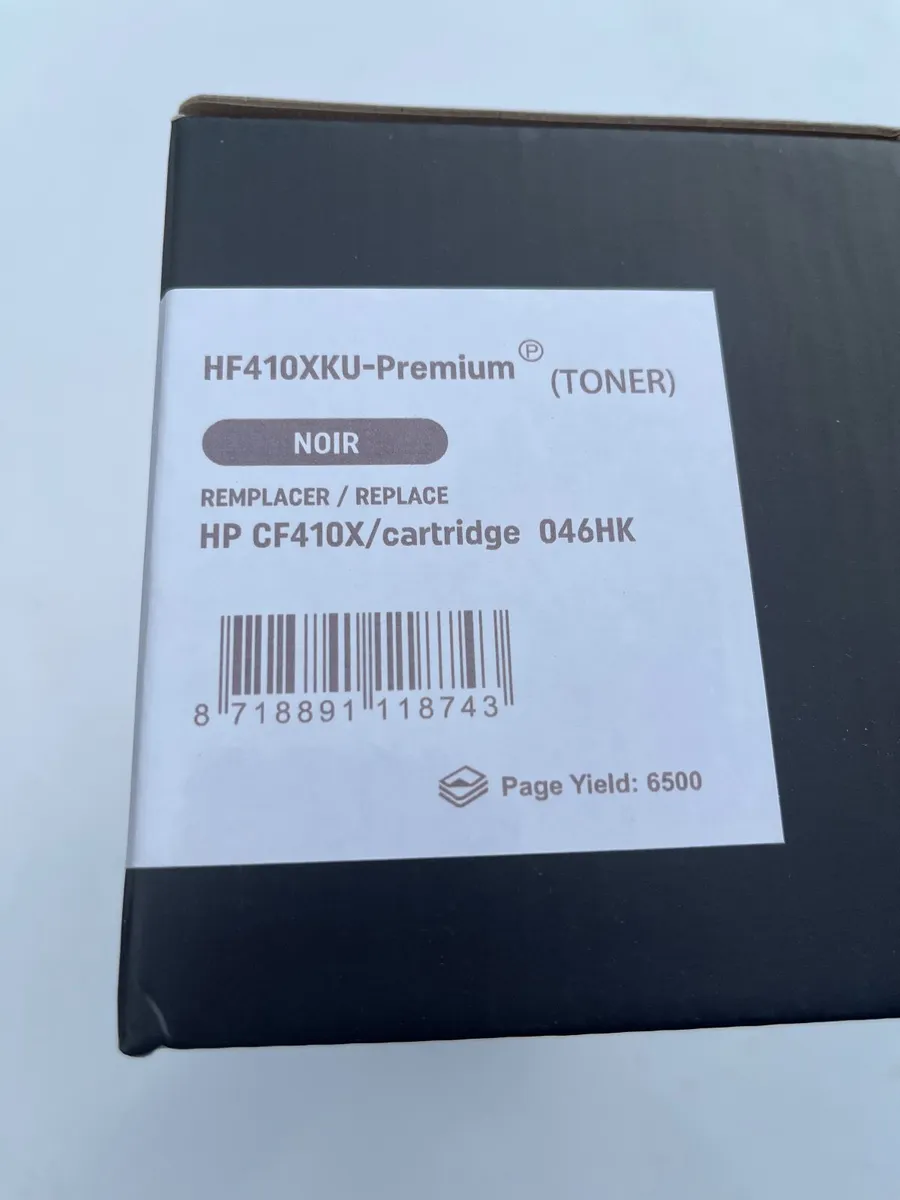 HF410XKU-Premium Ⓟ (TONER)
NOIR
REMPLACER / REPLACE
HP CF410X/cartridge 046HK
8 718891 118743
Page Yield: 6500